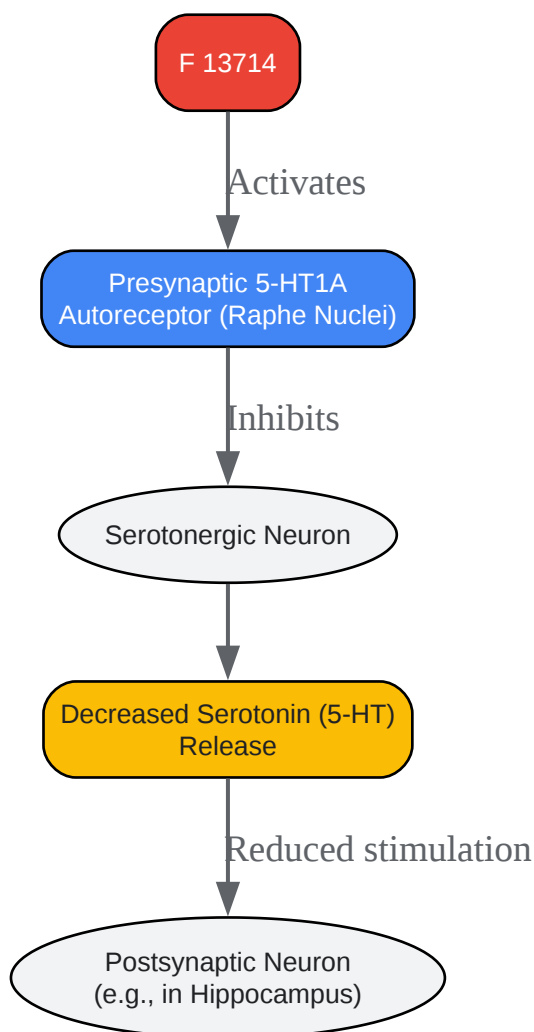 F 13714
Activates
Presynaptic 5-HT1A
Autoreceptor (Raphe Nuclei)
Inhibits
Serotonergic Neuron
Decreased Serotonin (5-HT)
Release
Reduced stimulation
Postsynaptic Neuron
(e.g., in Hippocampus)